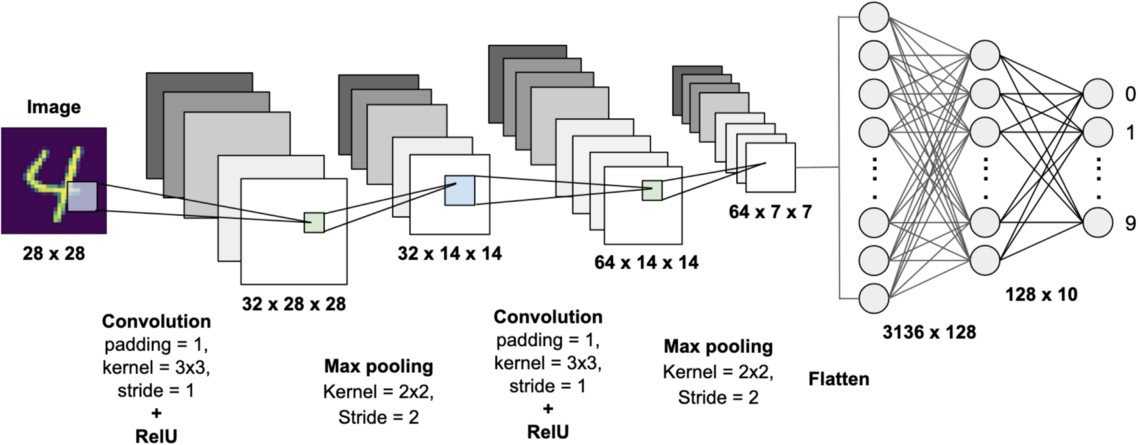 Image
28 x 28
32 x 28 x 28
Convolution
padding = 1,
kernel = 3x3,
stride = 1
+
RelU
32 x 14 x 14
Max pooling
Kernel = 2x2,
Stride = 2
64 x 14 x 14
Convolution
padding = 1,
kernel = 3x3,
stride = 1
+
RelU
64 x 7 x 7
Max pooling
Kernel = 2x2,
Stride = 2
Flatten
3136 x 128
128 x 10
0
1
9